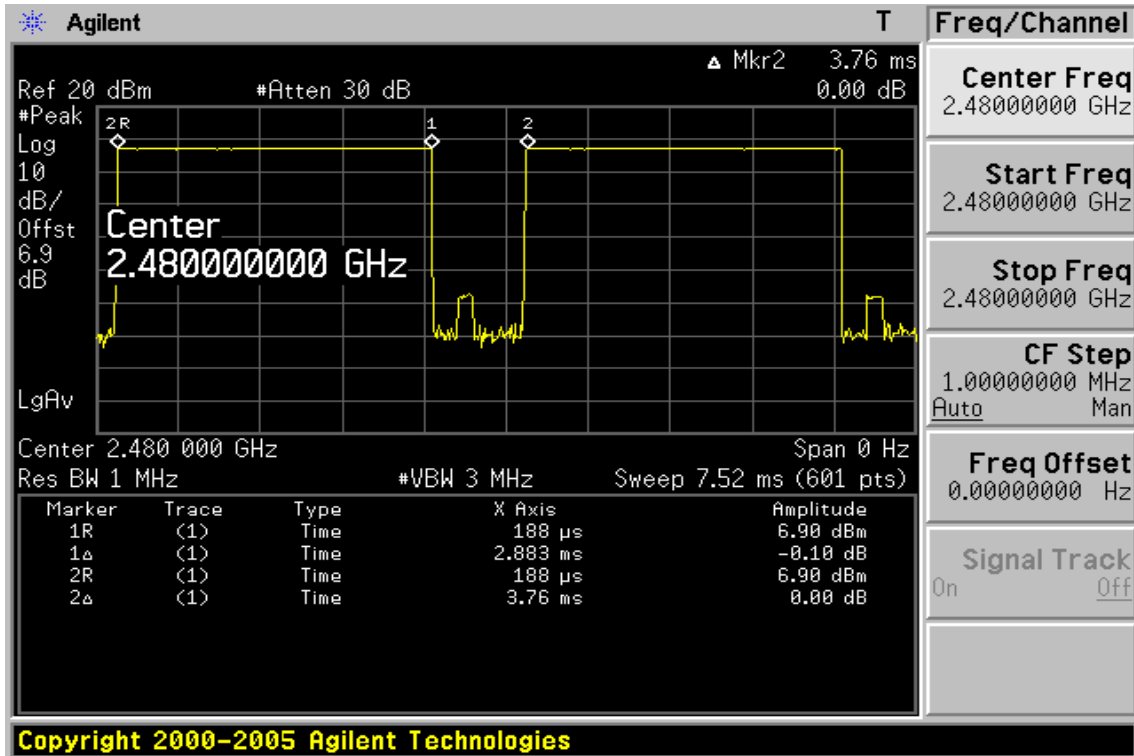 Agilent
T
Freq/Channel
Δ Mkr2 3.76 ms
Ref 20 dBm #Atten 30 dB 0.00 dB
#Peak
Log
10
dB/
Offst
6.9
dB
2R
1
2
Center
2.480000000 GHz
LgAv
Center 2.480 000 GHz Span 0 Hz
Res BW 1 MHz #VBW 3 MHz Sweep 7.52 ms (601 pts)
Marker Trace Type X Axis Amplitude
1R (1) Time 188 µs 6.90 dBm
1Δ (1) Time 2.883 ms -0.10 dB
2R (1) Time 188 µs 6.90 dBm
2Δ (1) Time 3.76 ms 0.00 dB
Center Freq
2.48000000 GHz
Start Freq
2.48000000 GHz
Stop Freq
2.48000000 GHz
CF Step
1.00000000 MHz
Auto Man
Freq Offset
0.00000000 Hz
Signal Track
On Off
Copyright 2000-2005 Agilent Technologies